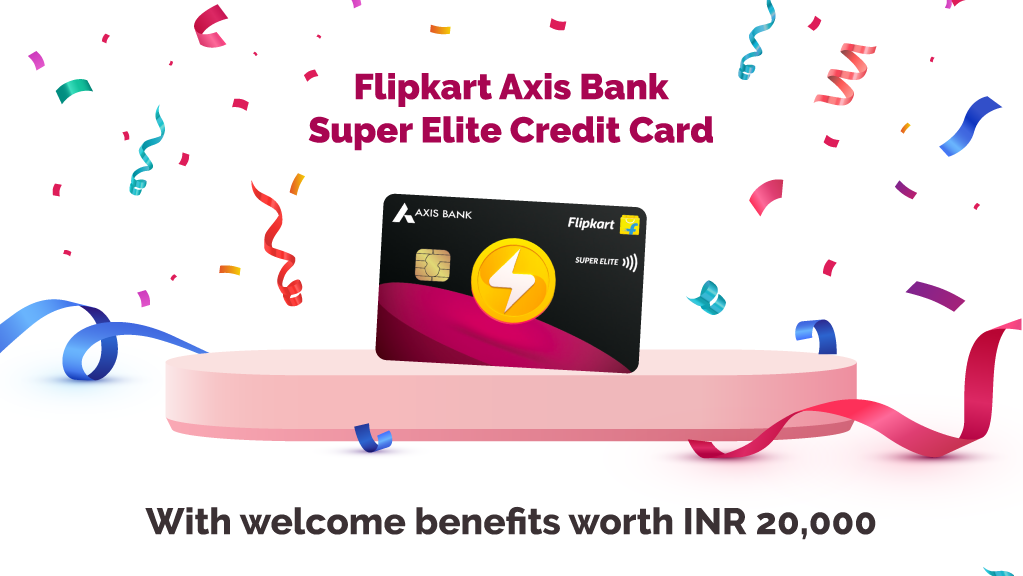 Flipkart Axis Bank
Super Elite Credit Card
AXIS BANK
Flipkart
SUPER ELITE
With welcome benefits worth INR 20,000